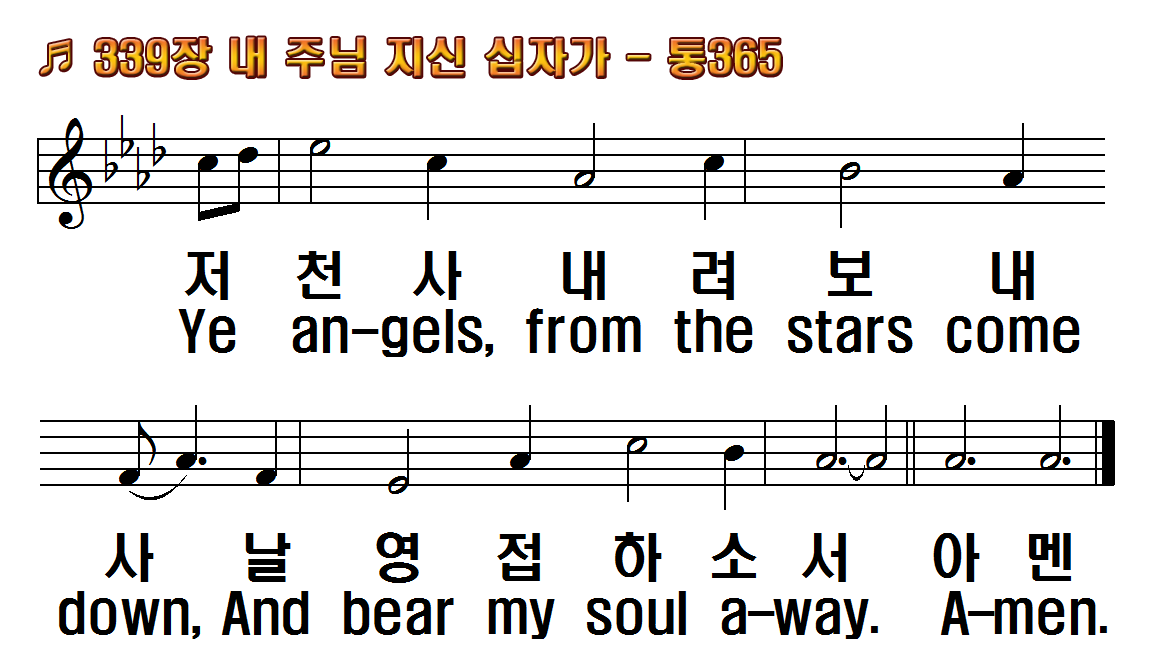 ♬ 339장 내 주님 지신 십자가 - 통365
저 천 사 내 려 보 내
Ye an-gels, from the stars come
사 날 영 접 하 소 서 아 멘
down, And bear my soul a-way. A-men.